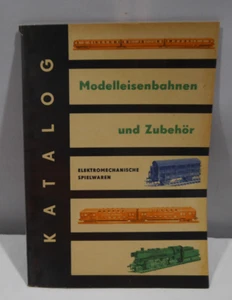 KATALOG
Modelleisenbahnen
und Zubehör
ELEKTROMECHANISCHE
SPIELWAREN